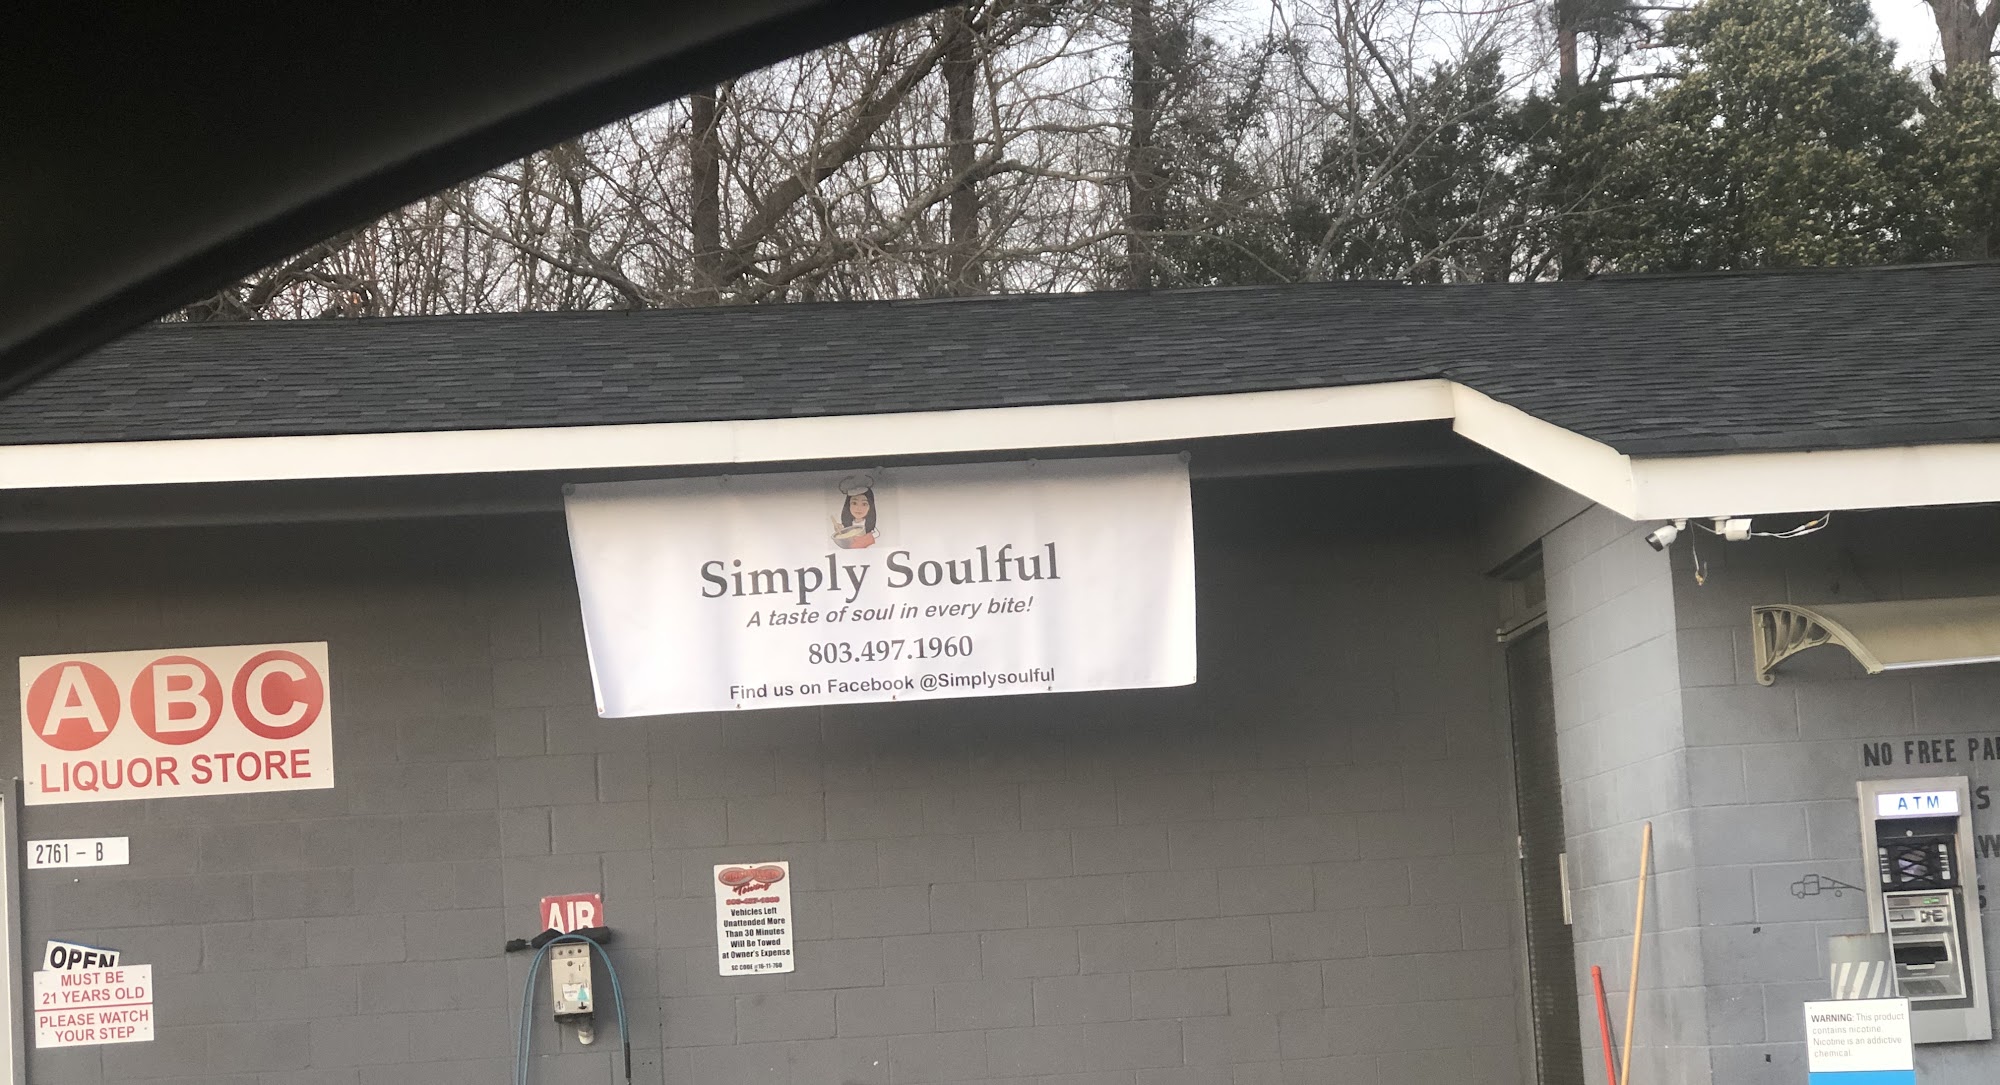 Simply Soulful
A taste of soul in every bite!
803.497.1960
Find us on Facebook @Simplysoulful
A B C
LIQUOR STORE
2761 - B
OPEN
MUST BE
21 YEARS OLD
PLEASE WATCH
YOUR STEP
AIR
Towing
Vehicles Left
Unattended More
Than 30 Minutes
Will Be Towed
at Owner's Expense
NO FREE
ATM
WARNING: This product
contains nicotine.
Nicotine is an addictive
chemical.